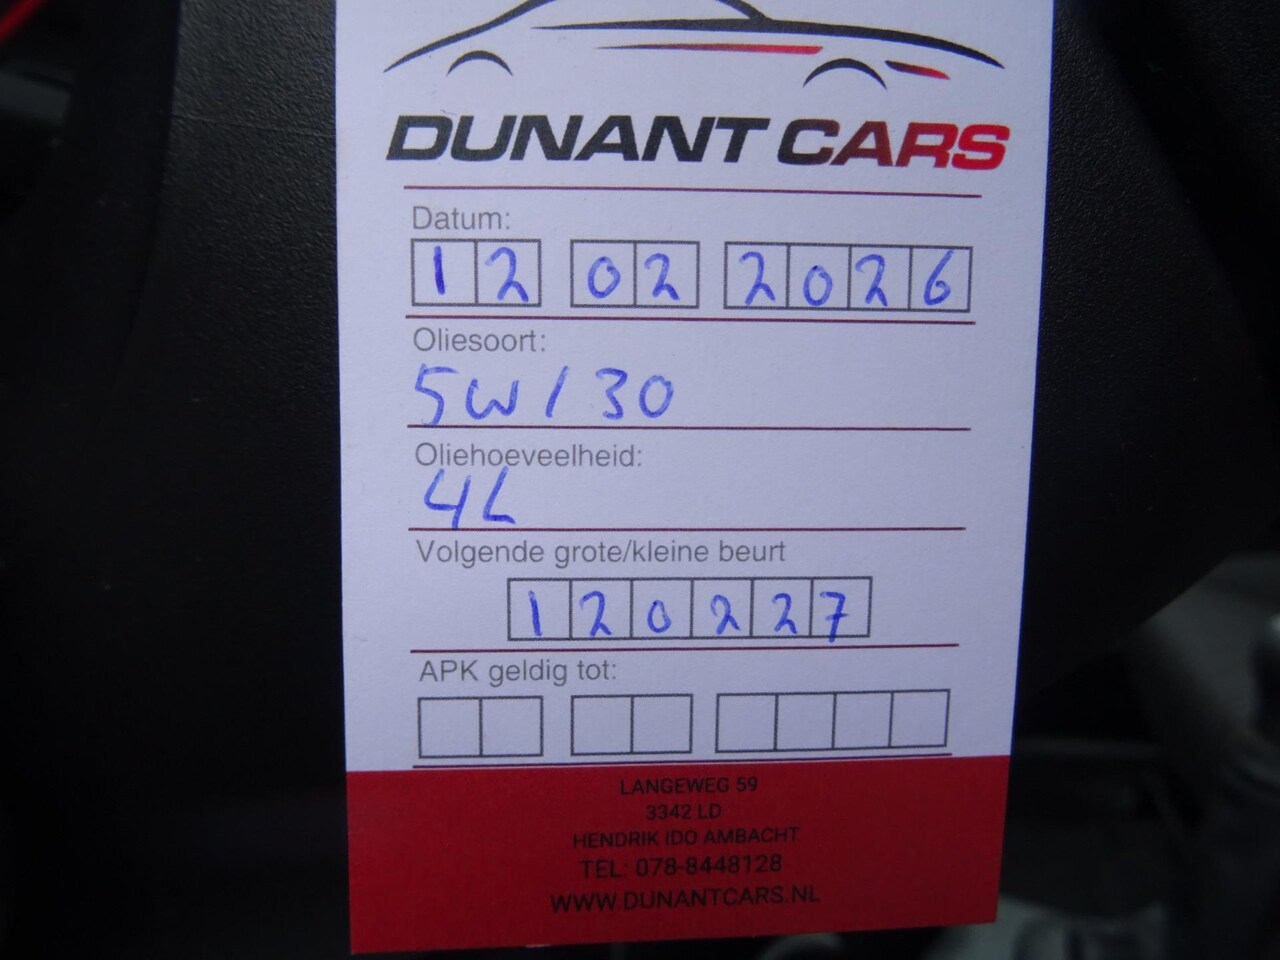 DUNANT CARS
Datum:
12 02 2026
Oliesoort:
5W/30
Oliehoeveelheid:
4L
Volgende grote/kleine beurt
120227
APK geldig tot:
LANGEWEG 59
3342 LD
HENDRIK IDO AMBACHT
TEL: 078-8448128
WWW.DUNANTCARS.NL